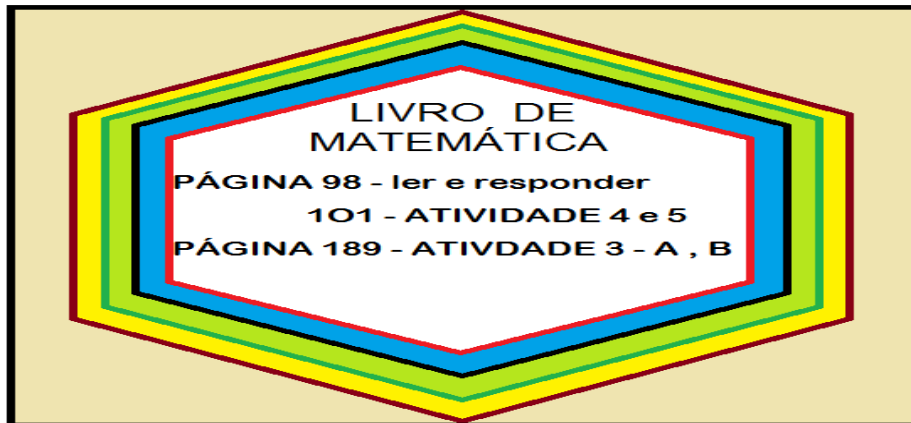 LIVRO DE
MATEMÁTICA
PÁGINA 98 - ler e responder
1O1 - ATIVIDADE 4 e 5
PÁGINA 189 - ATIVDADE 3 - A , B